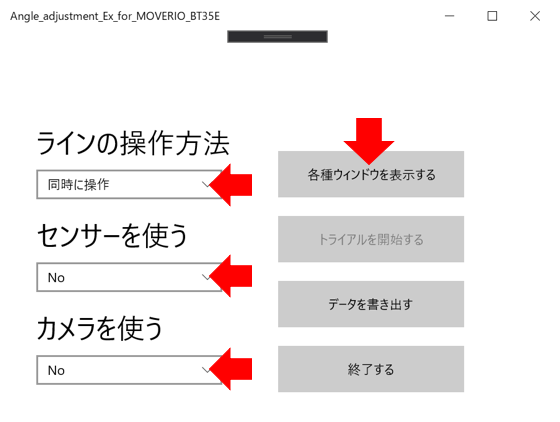 Angle_adjustment_Ex_for_MOVERIO_BT35E
ラインの操作方法
同時に操作
センサーを使う
No
カメラを使う
No
各種ウィンドウを表示する
トライアルを開始する
データを書き出す
終了する